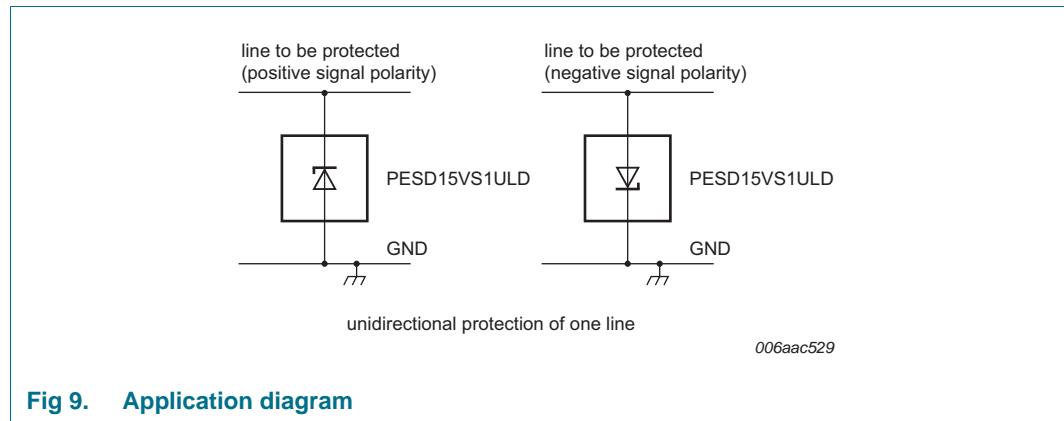 line to be protected
(positive signal polarity)
line to be protected
(negative signal polarity)
PESD15VS1ULD
PESD15VS1ULD
GND
GND
unidirectional protection of one line
006aac529
Fig 9. Application diagram